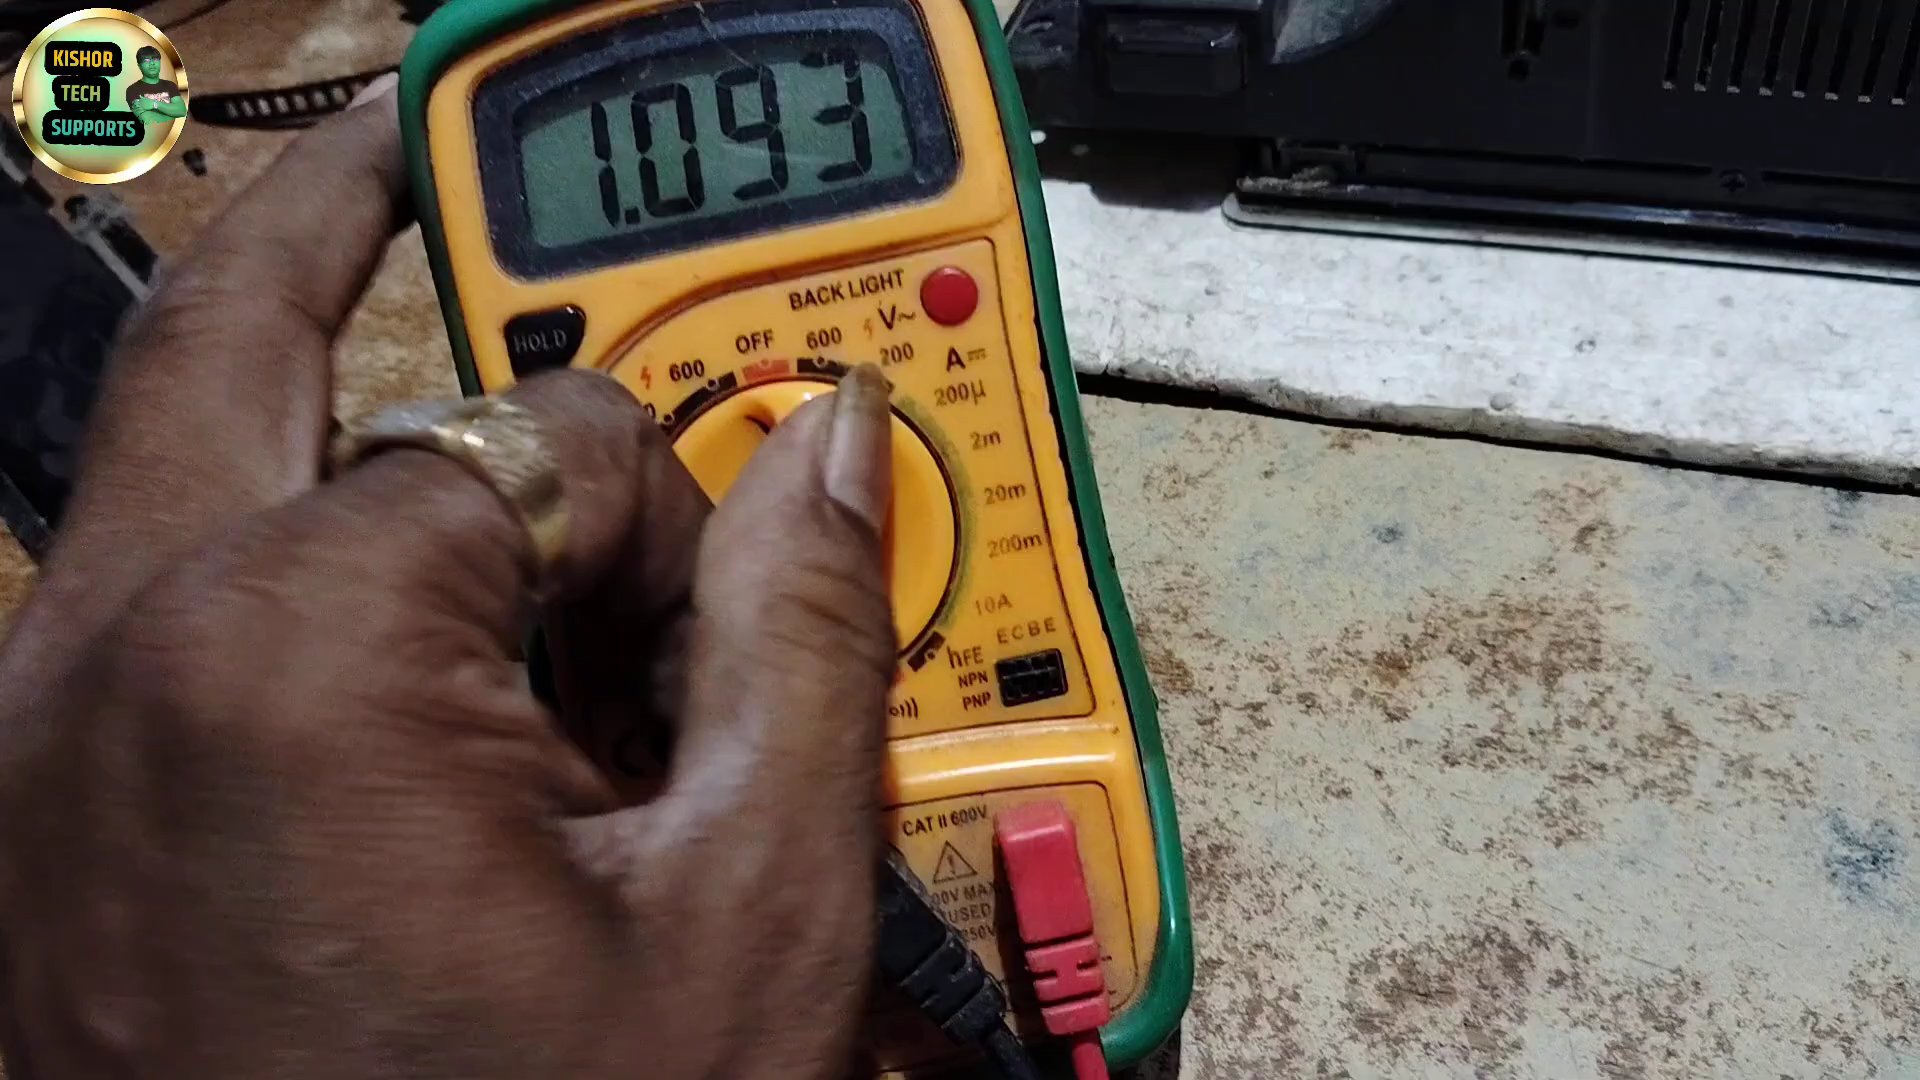 KISHOR
TECH
SUPPORTS
1.093
HOLD
BACK LIGHT
OFF
600
600
V~
200
A
200µ
2m
20m
200m
10A
ECBE
hFE
NPN
PNP
CAT II 600V